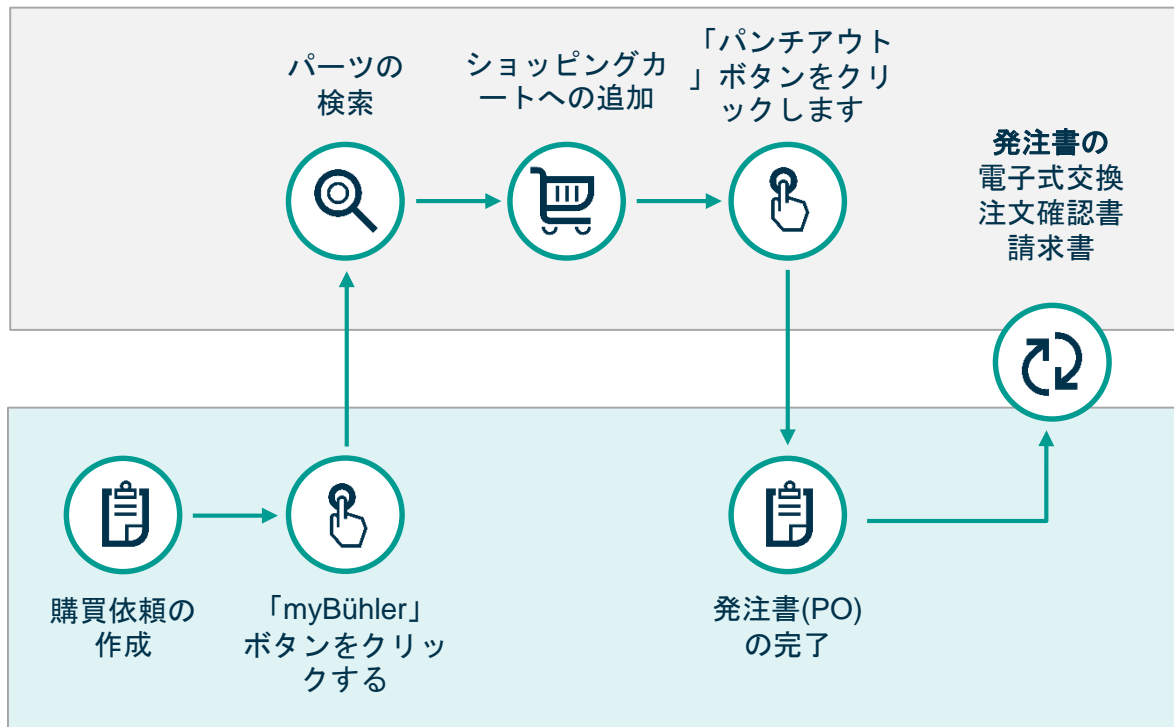 パーツの
検索
ショッピングカ
ートへの追加
「パンチアウト
」ボタンをクリ
ックします
発注書の
電子式交換
注文確認書
請求書
購買依頼の
作成
「myBühler」
ボタンをクリッ
クする
発注書(PO)
の完了